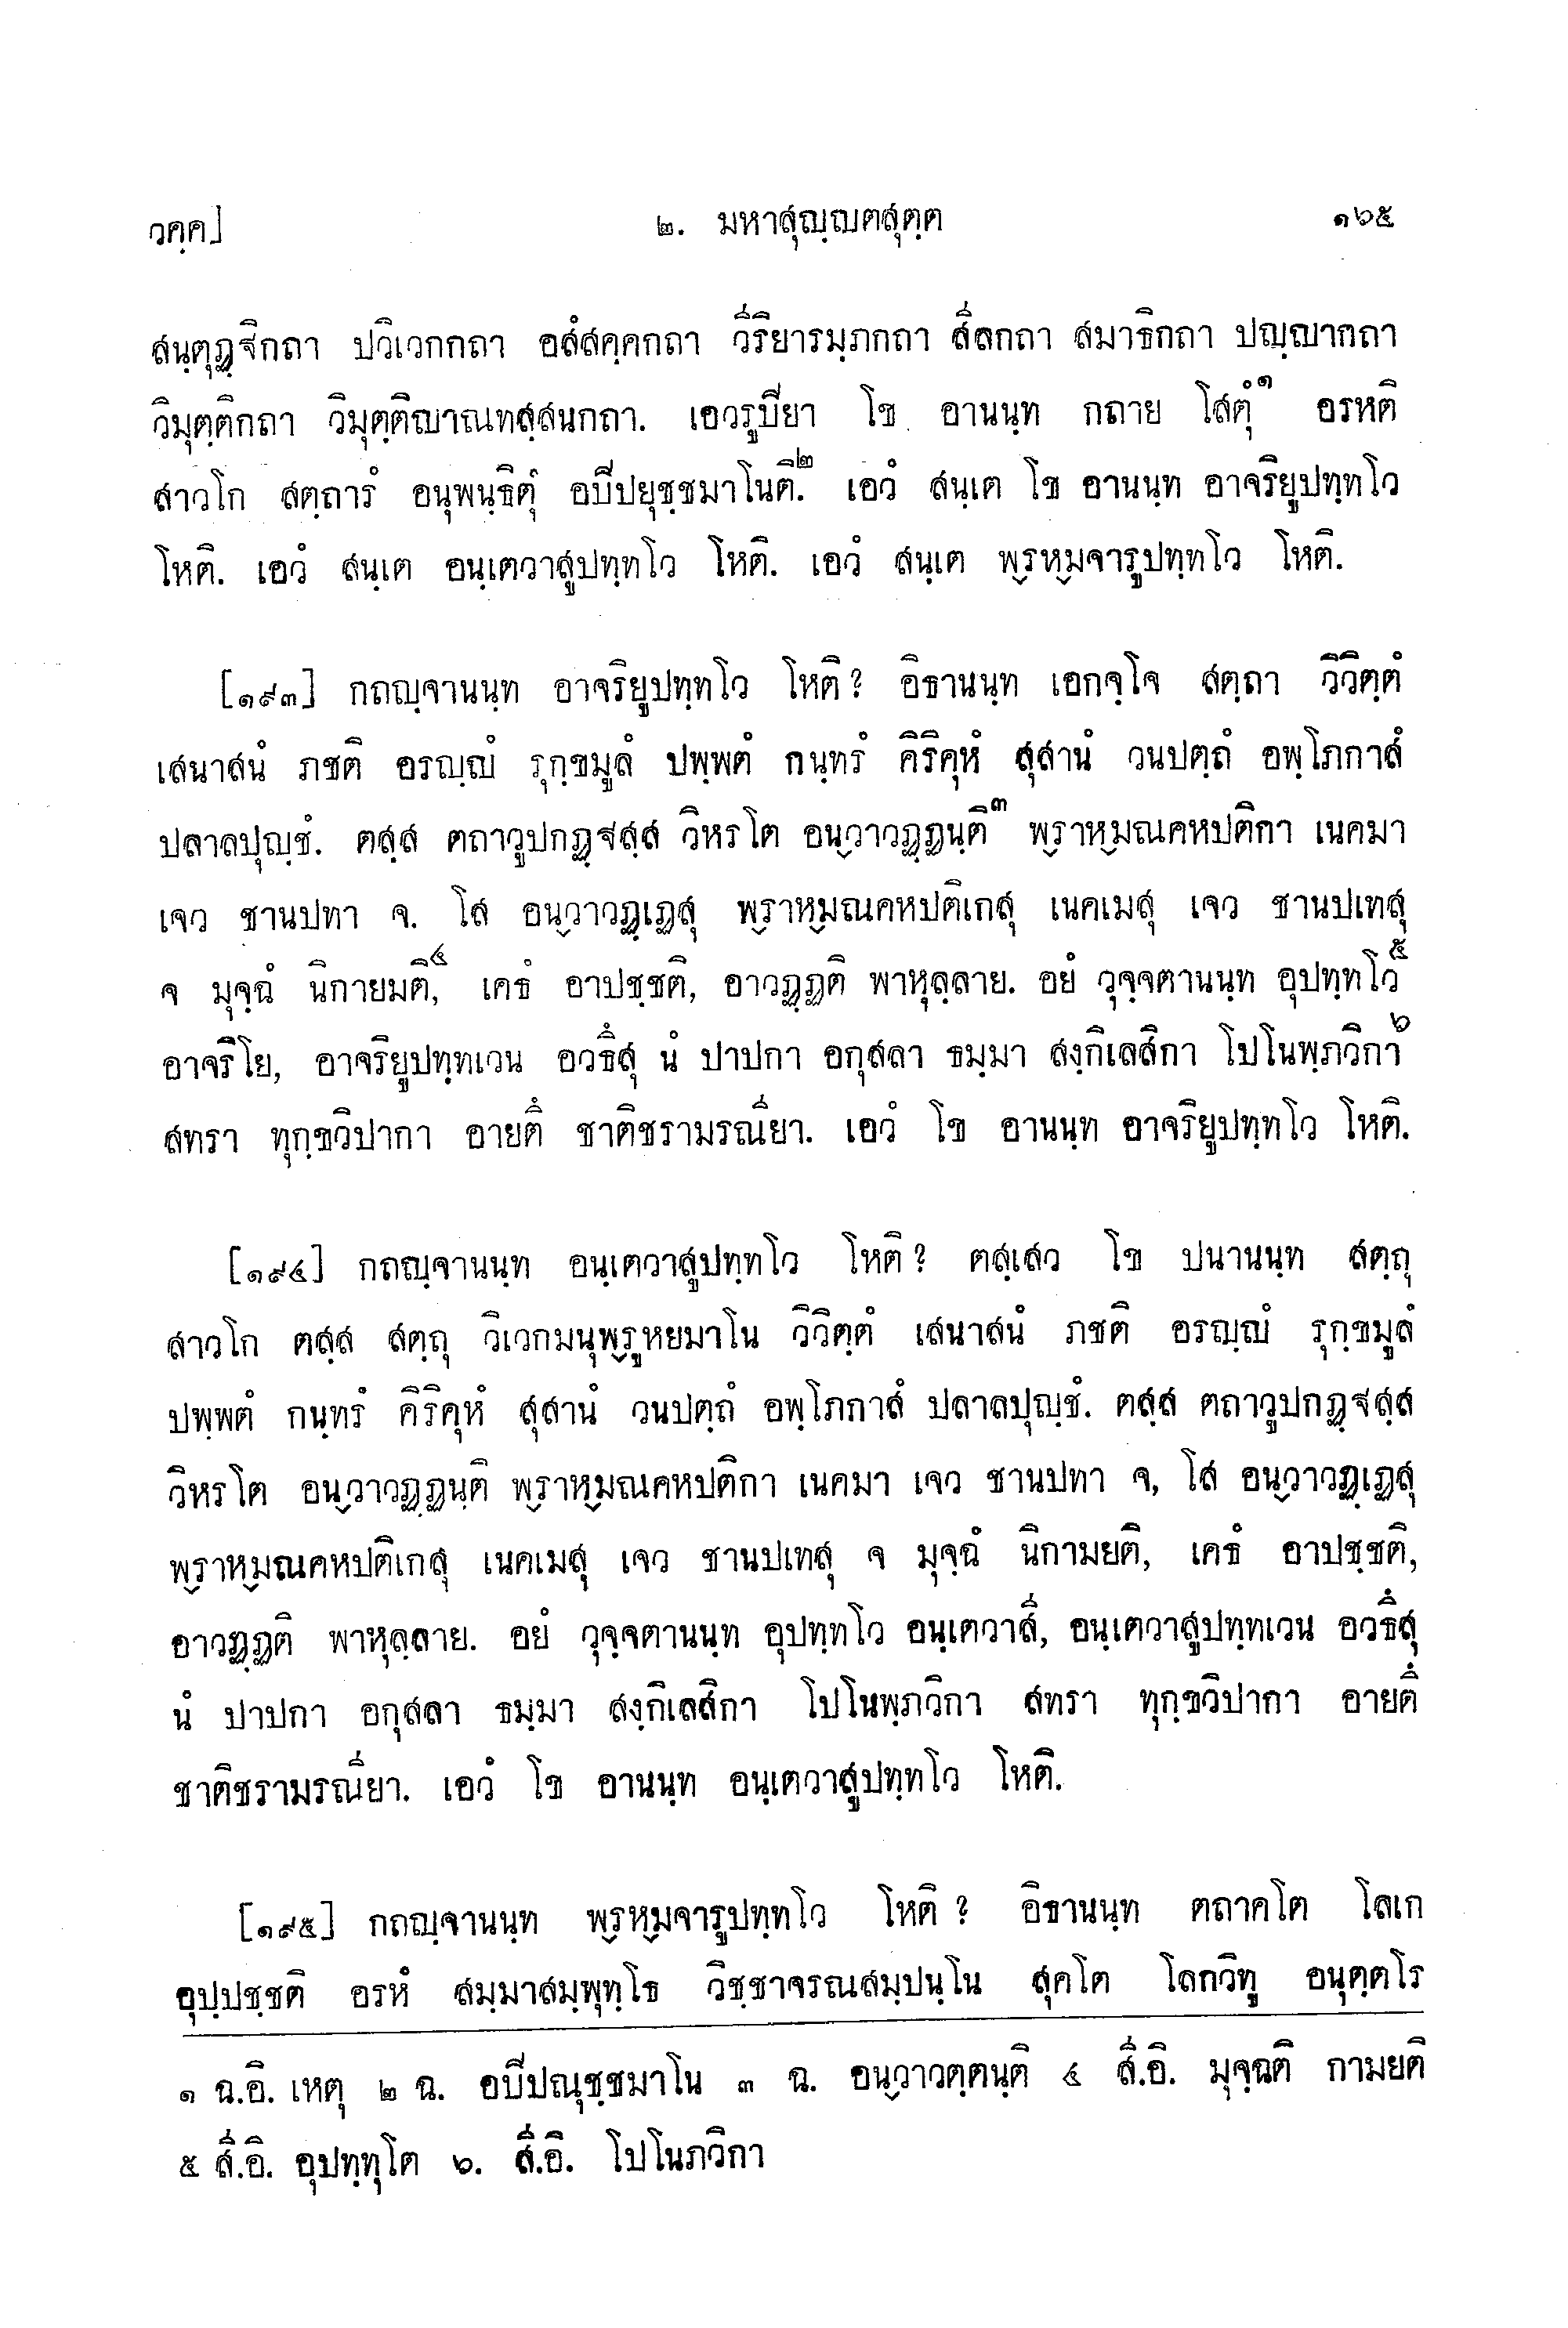 วคฺค] ๒. มหาสุญฺญตสุตฺต ๑๖๕
สนฺตุฏฺฐิกถา ปวิเวกกถา อสํสคฺคกถา วีริยารมฺภกถา สีลกถา สมาธิกถา ปญฺญากถา
วิมุตฺติกถา วิมุตฺติญาณทสฺสนกถา. เอวรูปียา โข อานนฺท กถาย โสตุํ๑ อรหติ
สาวโก สตฺถารํ อนุพนฺธิตุํ อปิปยุชฺชมาโนติ.๒ เอวํ สนฺเต โข อานนฺท อาจริยูปทฺทโว
โหติ. เอวํ สนฺเต อนฺเตวาสูปทฺทโว โหติ. เอวํ สนฺเต พฺรหฺมจารูปทฺทโว โหติ.
[๑๙๓] กถญฺจานนฺท อาจริยูปทฺทโว โหติ? อิธานนฺท เอกจฺโจ สตฺถา วิวิตฺตํ
เสนาสนํ ภชติ อรญฺญํ รุกฺขมูลํ ปพฺพตํ กนฺทรํ คิริคุหํ สุสานํ วนปตฺถํ อพฺโภกาสํ
ปลาลปุญฺชํ. ตสฺส ตถาวูปกฏฺฐสฺส วิหรโต อนฺวาวฏฺฏนฺติ๓ พฺราหฺมณคหปติกา เนคมา
เจว ชานปทา จ. โส อนฺวาวฏฺเฏสุ พฺราหฺมณคหปติเกสุ เนคเมสุ เจว ชานปเทสุ
จ มุจฺฉํ นิกายมติ,๔ เคธํ อาปชฺชติ, อาวฏฺฏติ พาหุลฺลาย. อยํ วุจฺจตานนฺท อุปทฺทโว๕
อาจริโย, อาจริยูปทฺทเวน อวธึสุ นํ ปาปกา อกุสลา ธมฺมา สงฺกิเลสิกา โปโนพฺภวิกา๖
สทรา ทุกฺขวิปากา อายตึ ชาติชรามรณียา. เอวํ โข อานนฺท อาจริยูปทฺทโว โหติ.
[๑๙๔] กถญฺจานนฺท อนฺเตวาสูปทฺทโว โหติ? ตสฺเสว โข ปนานนฺท สตฺถุ
สาวโก ตสฺส สตฺถุ วิเวกมนุพฺรูหยมาโน วิวิตฺตํ เสนาสนํ ภชติ อรญฺญํ รุกฺขมูลํ
ปพฺพตํ กนฺทรํ คิริคุหํ สุสานํ วนปตฺถํ อพฺโภกาสํ ปลาลปุญฺชํ. ตสฺส ตถาวูปกฏฺฐสฺส
วิหรโต อนฺวาวฏฺฏนฺติ พฺราหฺมณคหปติกา เนคมา เจว ชานปทา จ, โส อนฺวาวฏฺเฏสุ
พฺราหฺมณคหปติเกสุ เนคเมสุ เจว ชานปเทสุ จ มุจฺฉํ นิกามยติ, เคธํ อาปชฺชติ,
อาวฏฺฏติ พาหุลฺลาย. อยํ วุจฺจตานนฺท อุปทฺทโว อนฺเตวาสี, อนฺเตวาสูปทฺทเวน อวธึสุ
นํ ปาปกา อกุสลา ธมฺมา สงฺกิเลสิกา โปโนพฺภวิกา สทรา ทุกฺขวิปากา อายตึ
ชาติชรามรณียา. เอวํ โข อานนฺท อนฺเตวาสูปทฺทโว โหติ.
[๑๙๕] กถญฺจานนฺท พฺรหฺมจารูปทฺทโว โหติ? อิธานนฺท ตถาคโต โลเก
อุปฺปชฺชติ อรหํ สมฺมาสมฺพุทฺโธ วิชฺชาจรณสมฺปนฺโน สุคโต โลกวิทู อนุตฺตโร
๑ ฉ.อิ. เหตุ ๒ ฉ. อปิปณุชฺชมาโน ๓ ฉ. อนฺวาวตฺตนฺติ ๔ สี.อิ. มุจฺฉติ กามยติ
๕ สี.อิ. อุปทฺทุโต ๖. สี.อิ. โปโนภวิกา